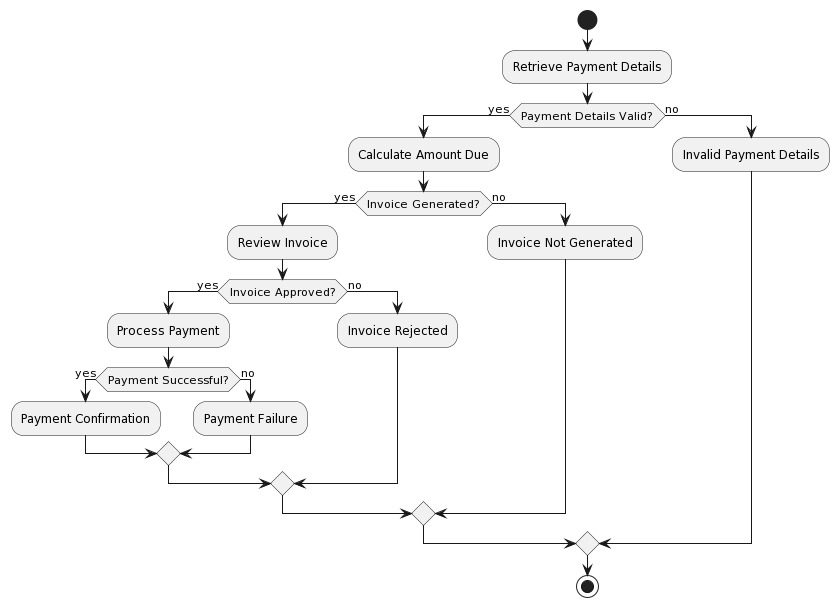 Retrieve Payment Details
yes
Payment Details Valid?
no
Calculate Amount Due
Invalid Payment Details
yes
Invoice Generated?
no
Review Invoice
Invoice Not Generated
yes
Invoice Approved?
no
Process Payment
Invoice Rejected
yes
Payment Successful?
no
Payment Confirmation
Payment Failure